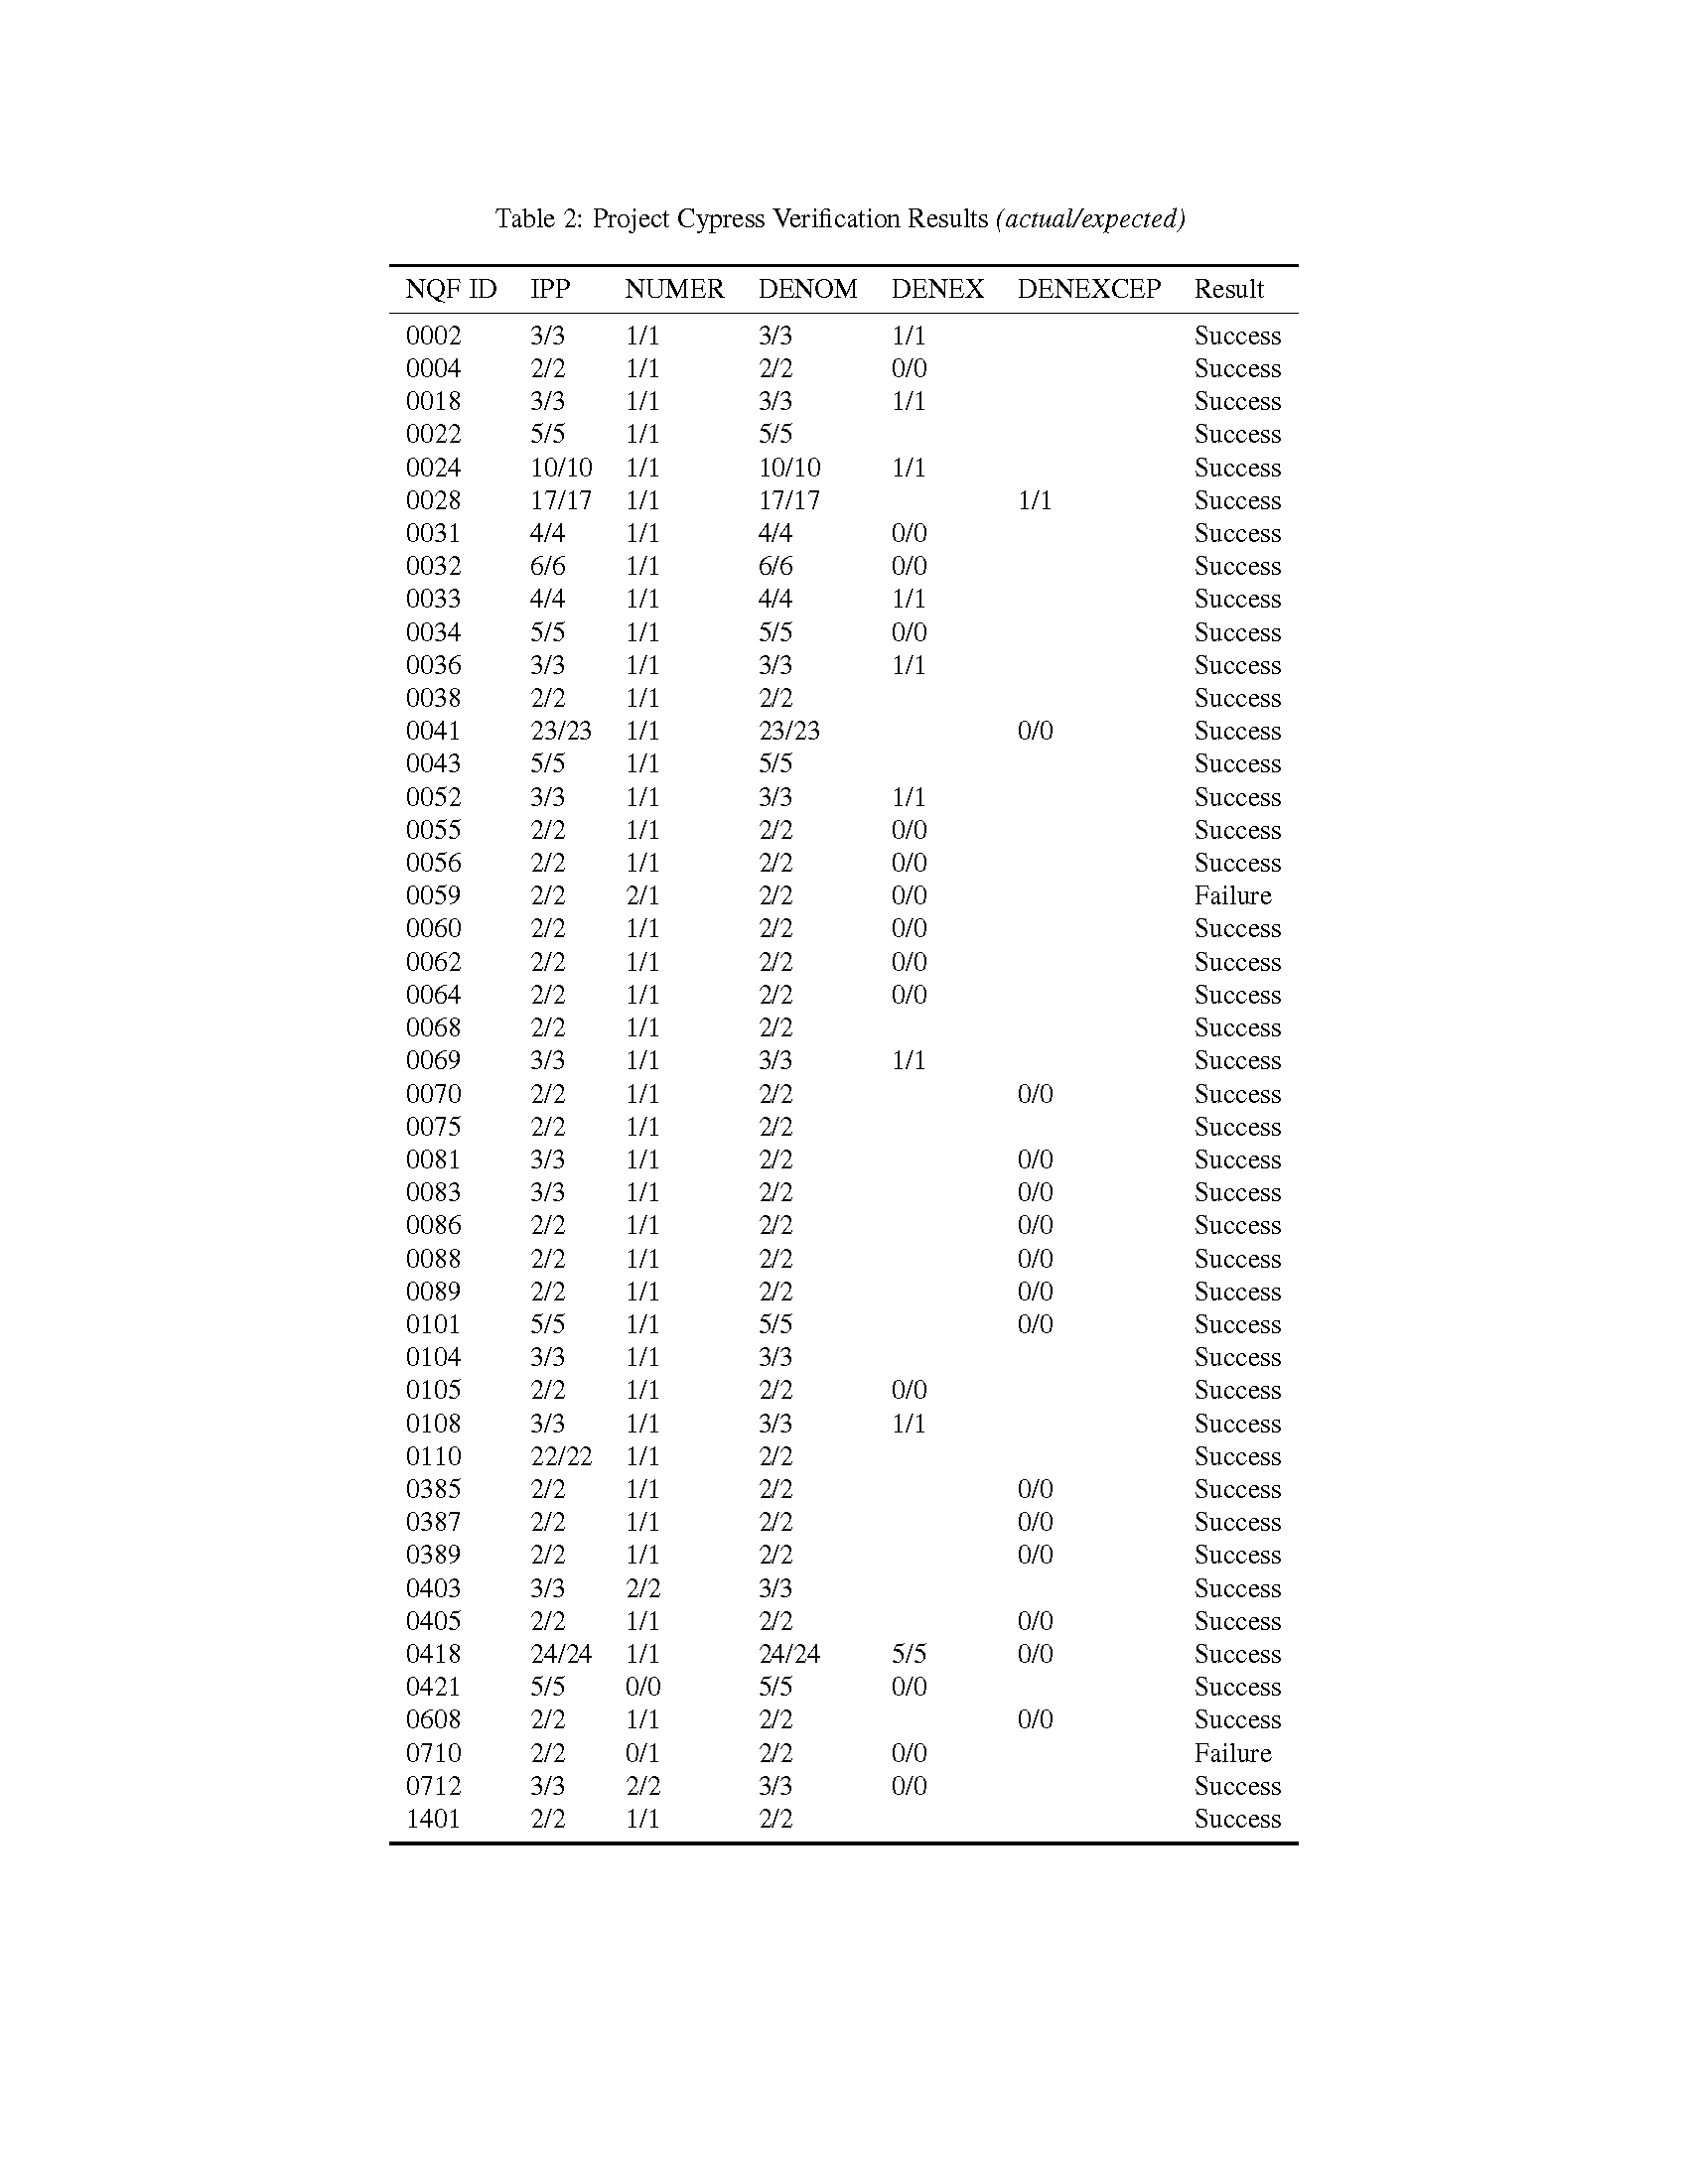 Table 2: Project Cypress Verification Results (actual/expected)
NQF ID IPP NUMER DENOM DENEX DENEXCEP Result
0002 3/3 1/1 3/3 1/1 Success
0004 2/2 1/1 2/2 0/0 Success
0018 3/3 1/1 3/3 1/1 Success
0022 5/5 1/1 5/5 Success
0024 10/10 1/1 10/10 1/1 Success
0028 17/17 1/1 17/17 1/1 Success
0031 4/4 1/1 4/4 0/0 Success
0032 6/6 1/1 6/6 0/0 Success
0033 4/4 1/1 4/4 1/1 Success
0034 5/5 1/1 5/5 0/0 Success
0036 3/3 1/1 3/3 1/1 Success
0038 2/2 1/1 2/2 Success
0041 23/23 1/1 23/23 0/0 Success
0043 5/5 1/1 5/5 Success
0052 3/3 1/1 3/3 1/1 Success
0055 2/2 1/1 2/2 0/0 Success
0056 2/2 1/1 2/2 0/0 Success
0059 2/2 2/1 2/2 0/0 Failure
0060 2/2 1/1 2/2 0/0 Success
0062 2/2 1/1 2/2 0/0 Success
0064 2/2 1/1 2/2 0/0 Success
0068 2/2 1/1 2/2 Success
0069 3/3 1/1 3/3 1/1 Success
0070 2/2 1/1 2/2 0/0 Success
0075 2/2 1/1 2/2 Success
0081 3/3 1/1 2/2 0/0 Success
0083 3/3 1/1 2/2 0/0 Success
0086 2/2 1/1 2/2 0/0 Success
0088 2/2 1/1 2/2 0/0 Success
0089 2/2 1/1 2/2 0/0 Success
0101 5/5 1/1 5/5 0/0 Success
0104 3/3 1/1 3/3 Success
0105 2/2 1/1 2/2 0/0 Success
0108 3/3 1/1 3/3 1/1 Success
0110 22/22 1/1 2/2 Success
0385 2/2 1/1 2/2 0/0 Success
0387 2/2 1/1 2/2 0/0 Success
0389 2/2 1/1 2/2 0/0 Success
0403 3/3 2/2 3/3 Success
0405 2/2 1/1 2/2 0/0 Success
0418 24/24 1/1 24/24 5/5 0/0 Success
0421 5/5 0/0 5/5 0/0 Success
0608 2/2 1/1 2/2 0/0 Success
0710 2/2 0/1 2/2 0/0 Failure
0712 3/3 2/2 3/3 0/0 Success
1401 2/2 1/1 2/2 Success